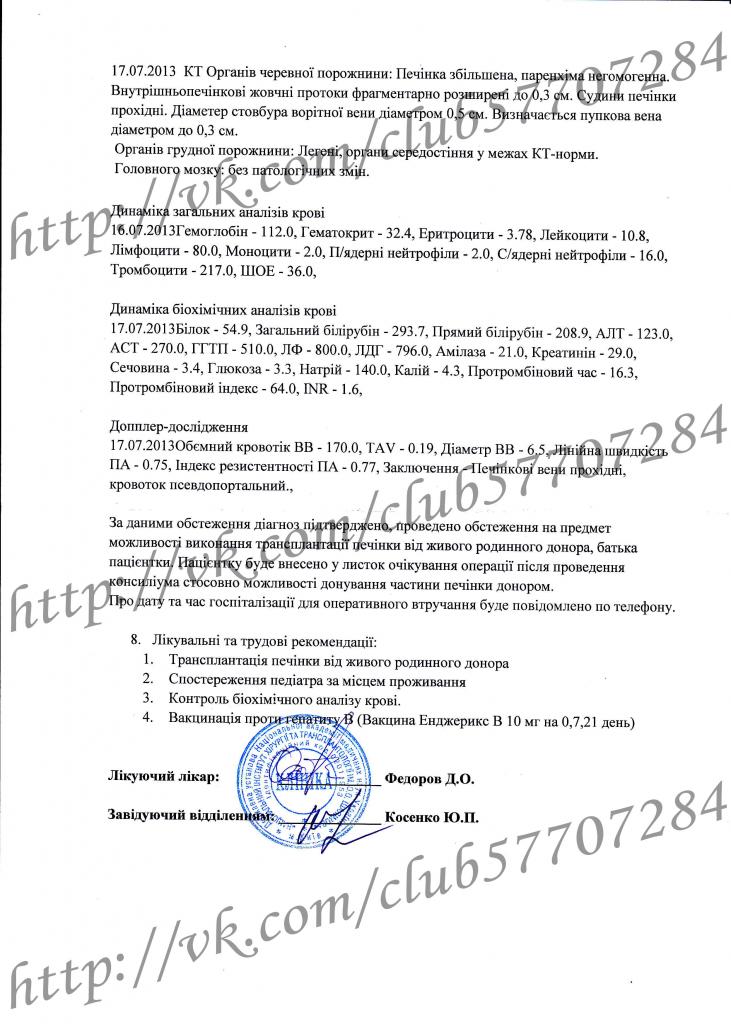 17.07.2013 КТ Органів черевної порожнини: Печінка збільшена, паренхіма негомогенна.
Внутрішньопечінкові жовчні протоки фрагментарно розширені до 0,3 см. Судини печінки
прохідні. Діаметр стовбура ворітної вени діаметром 0,5 см. Визначається пупкова вена
діаметром до 0,3 см.
Органів грудної порожнини: Легені, органи середостіння у межах КТ-норми.
Головного мозку: без патологічних змін.
http://vk.com/club57707284
Динаміка загальних аналізів крові
16.07.2013Гемоглобін - 112.0, Гематокрит - 32.4, Еритроцити - 3.78, Лейкоцити - 10.8,
Лімфоцити - 80.0, Моноцити - 2.0, П/ядерні нейтрофіли - 2.0, С/ядерні нейтрофіли - 16.0,
Тромбоцити - 217.0, ШОЕ - 36.0,
Динаміка біохімічних аналізів крові
17.07.2013Білок - 54.9, Загальний білірубін - 293.7, Прямий білірубін - 208.9, АЛТ - 123.0,
АСТ - 270.0, ГГТП - 510.0, ЛФ - 800.0, ЛДГ - 796.0, Амілаза - 21.0, Креатинін - 29.0,
Сечовина - 3.4, Глюкоза - 3.3, Натрій - 140.0, Калій - 4.3, Протромбіновий час - 16.3,
Протромбіновий індекс - 64.0, INR - 1.6,
Допплер-дослідження
17.07.2013Обємний кровотік ВВ - 170.0, TAV - 0.19, Діаметр ВВ - 6,5, Лінійна швидкість
ПА - 0.75, Індекс резистентності ПА - 0.77, Заключення - Печінкові вени прохідні,
кровоток псевдопортальний.,
http://vk.com/club57707284
За даними обстеження діагноз підтверджено, проведено обстеження на предмет
можливості виконання трансплантації печінки від живого родинного донора, батька
пацієнтки. Пацієнтку буде внесено у листок очікування операції після проведення
консиліума стосовно можливості донування частини печінки донором.
Про дату та час госпіталізації для оперативного втручання буде повідомлено по телефону.
8. Лікувальні та трудові рекомендації:
1. Трансплантація печінки від живого родинного донора
2. Спостереження педіатра за місцем проживання
3. Контроль біохімічного аналізу крові.
4. Вакцинація проти гепатиту В (Вакцина Енджерикс В 10 мг на 0,7,21 день)
КЛІНІКА
Лікуючий лікар: Федоров Д.О.
Завідуючий відділенням: Косенко Ю.П.
http://vk.com/club57707284